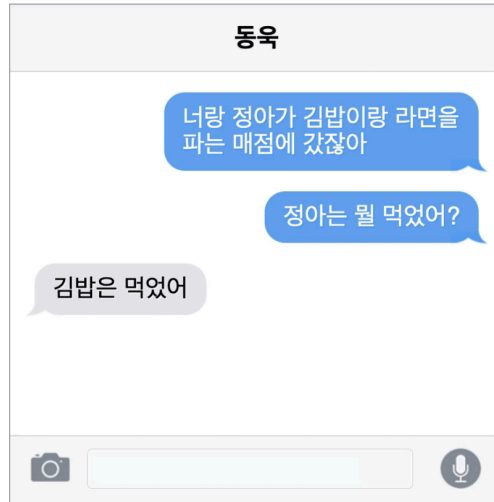 동욱
너랑 정아가 김밥이랑 라면을
파는 매점에 갔잖아
정아는 뭘 먹었어?
김밥은 먹었어